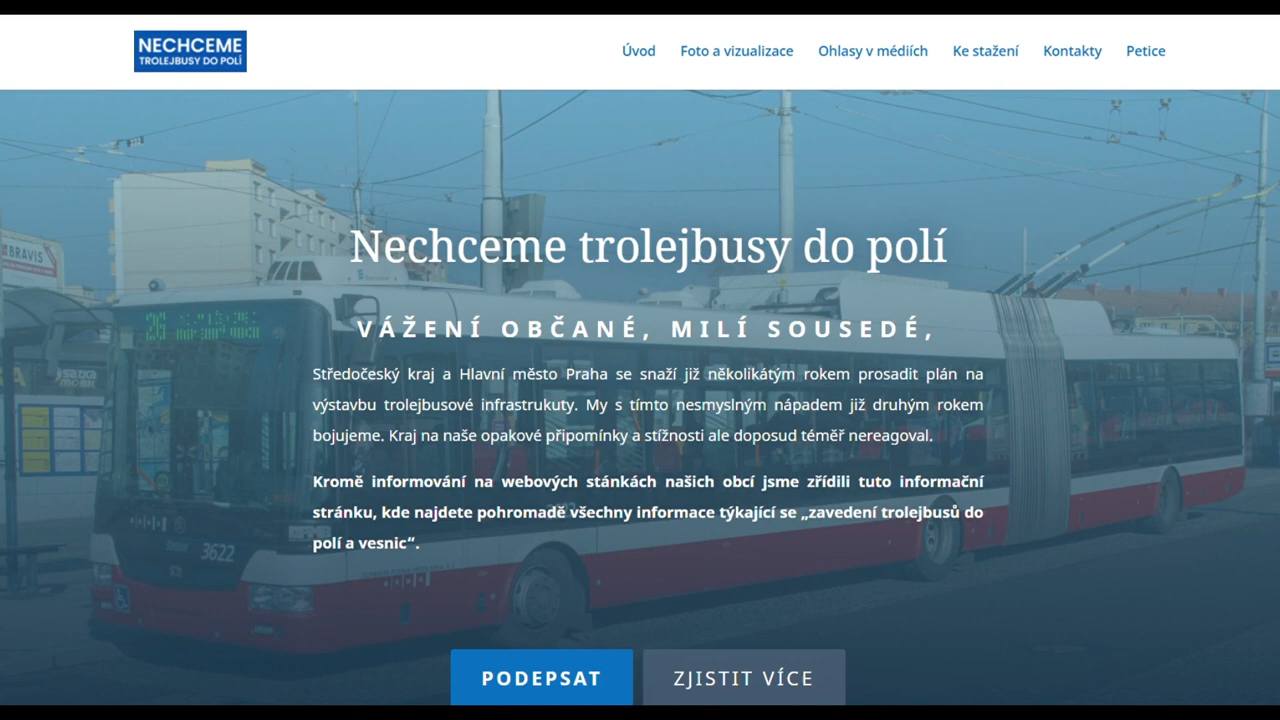 NECHCEME
TROLEJBUSY DO POLÍ
Úvod Foto a vizualizace Ohlasy v médiích Ke stažení Kontakty Petice
BRAVIS
Nechceme trolejbusy do polí
26
VÁŽENÍ OBČANÉ, MILÍ SOUSEDÉ,
Středočeský kraj a Hlavní město Praha se snaží již několikátým rokem prosadit plán na
výstavbu trolejbusové infrastrukuty. My s tímto nesmyslným nápadem již druhým rokem
bojujeme. Kraj na naše opakové připomínky a stížnosti ale doposud téměř nereagoval.
Kromě informování na webových stánkách našich obcí jsme zřídili tuto informační
stránku, kde najdete pohromadě všechny informace týkající se „zavedení trolejbusů do
polí a vesnic“.
3622
PODEPSAT ZJISTIT VÍCE